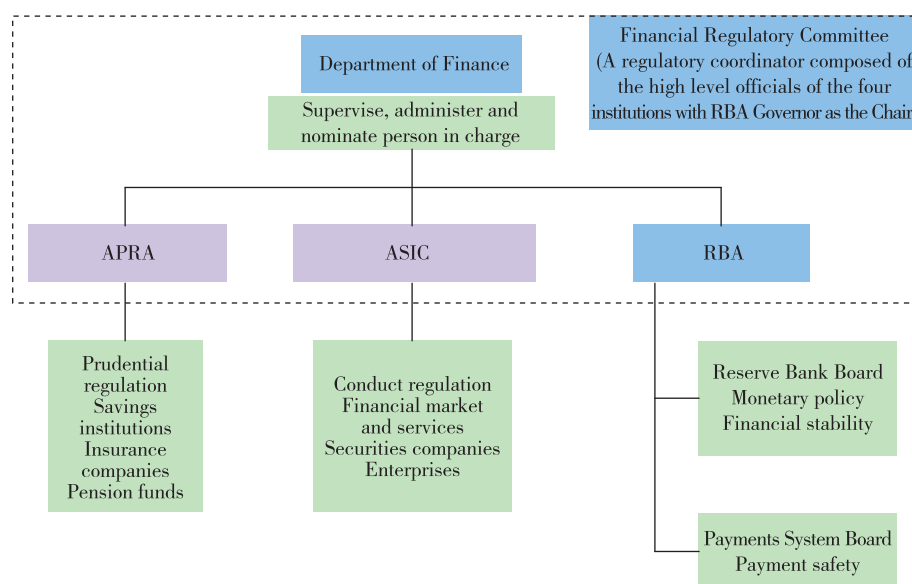 Department of Finance
Supervise, administer and
nominate person in charge
Financial Regulatory Committee
(A regulatory coordinator composed of
the high level officials of the four
institutions with RBA Governor as the Chair
APRA
ASIC
RBA
Prudential
regulation
Savings
institutions
Insurance
companies
Pension funds
Conduct regulation
Financial market
and services
Securities companies
Enterprises
Reserve Bank Board
Monetary policy
Financial stability
Payments System Board
Payment safety